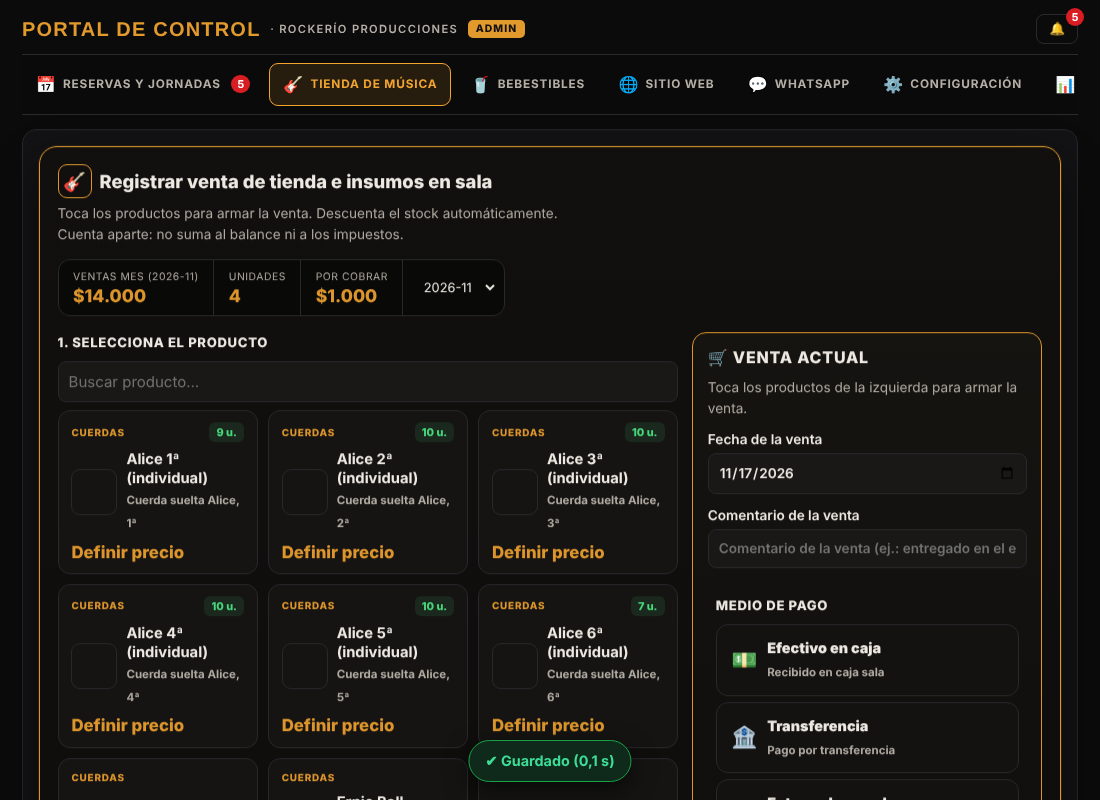 PORTAL DE CONTROL · ROCKERÍO PRODUCCIONES ADMIN
5
RESERVAS Y JORNADAS 5
TIENDA DE MÚSICA
BEBESTIBLES
SITIO WEB
WHATSAPP
CONFIGURACIÓN
Registrar venta de tienda e insumos en sala
Toca los productos para armar la venta. Descuenta el stock automáticamente.
Cuenta aparte: no suma al balance ni a los impuestos.
VENTAS MES (2026-11)
$14.000
UNIDADES
4
POR COBRAR
$1.000
2026-11
1. SELECCIONA EL PRODUCTO
Buscar producto...
CUERDAS 9 u.
Alice 1ª
(individual)
Cuerda suelta Alice,
1ª
Definir precio
CUERDAS 10 u.
Alice 2ª
(individual)
Cuerda suelta Alice,
2ª
Definir precio
CUERDAS 10 u.
Alice 3ª
(individual)
Cuerda suelta Alice,
3ª
Definir precio
CUERDAS 10 u.
Alice 4ª
(individual)
Cuerda suelta Alice,
4ª
Definir precio
CUERDAS 10 u.
Alice 5ª
(individual)
Cuerda suelta Alice,
5ª
Definir precio
CUERDAS 7 u.
Alice 6ª
(individual)
Cuerda suelta Alice,
6ª
Definir precio
CUERDAS
CUERDAS
Ernie Ball
✔ Guardado (0,1 s)
VENTA ACTUAL
Toca los productos de la izquierda para armar la
venta.
Fecha de la venta
11/17/2026
Comentario de la venta
Comentario de la venta (ej.: entregado en el e
MEDIO DE PAGO
Efectivo en caja
Recibido en caja sala
Transferencia
Pago por transferencia